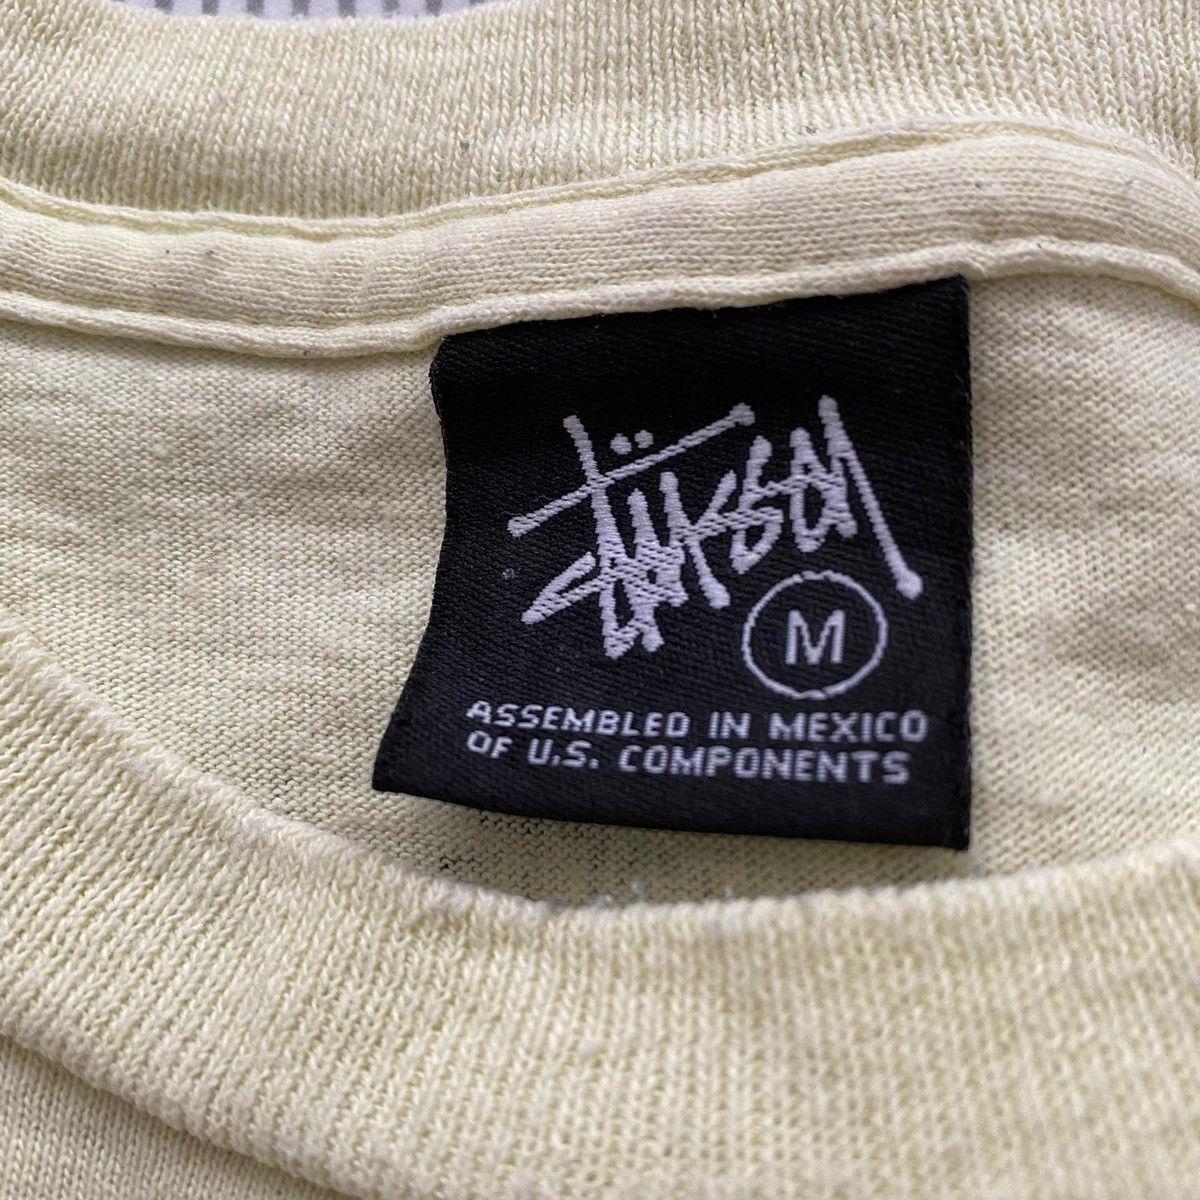 Stüssy
M
ASSEMBLED IN MEXICO
OF U.S. COMPONENTS